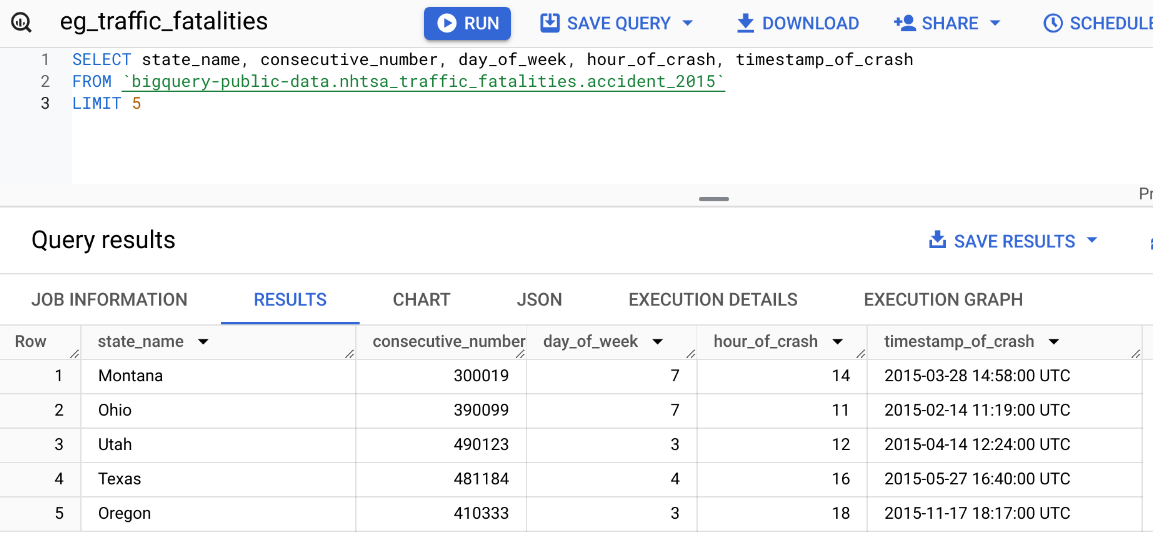 eg_traffic_fatalities RUN SAVE QUERY DOWNLOAD SHARE SCHEDULE
1 SELECT state_name, consecutive_number, day_of_week, hour_of_crash, timestamp_of_crash
2 FROM `bigquery-public-data.nhtsa_traffic_fatalities.accident_2015`
3 LIMIT 5
Pr
Query results SAVE RESULTS
JOB INFORMATION RESULTS CHART JSON EXECUTION DETAILS EXECUTION GRAPH
Row state_name consecutive_number day_of_week hour_of_crash timestamp_of_crash
1 Montana 300019 7 14 2015-03-28 14:58:00 UTC
2 Ohio 390099 7 11 2015-02-14 11:19:00 UTC
3 Utah 490123 3 12 2015-04-14 12:24:00 UTC
4 Texas 481184 4 16 2015-05-27 16:40:00 UTC
5 Oregon 410333 3 18 2015-11-17 18:17:00 UTC